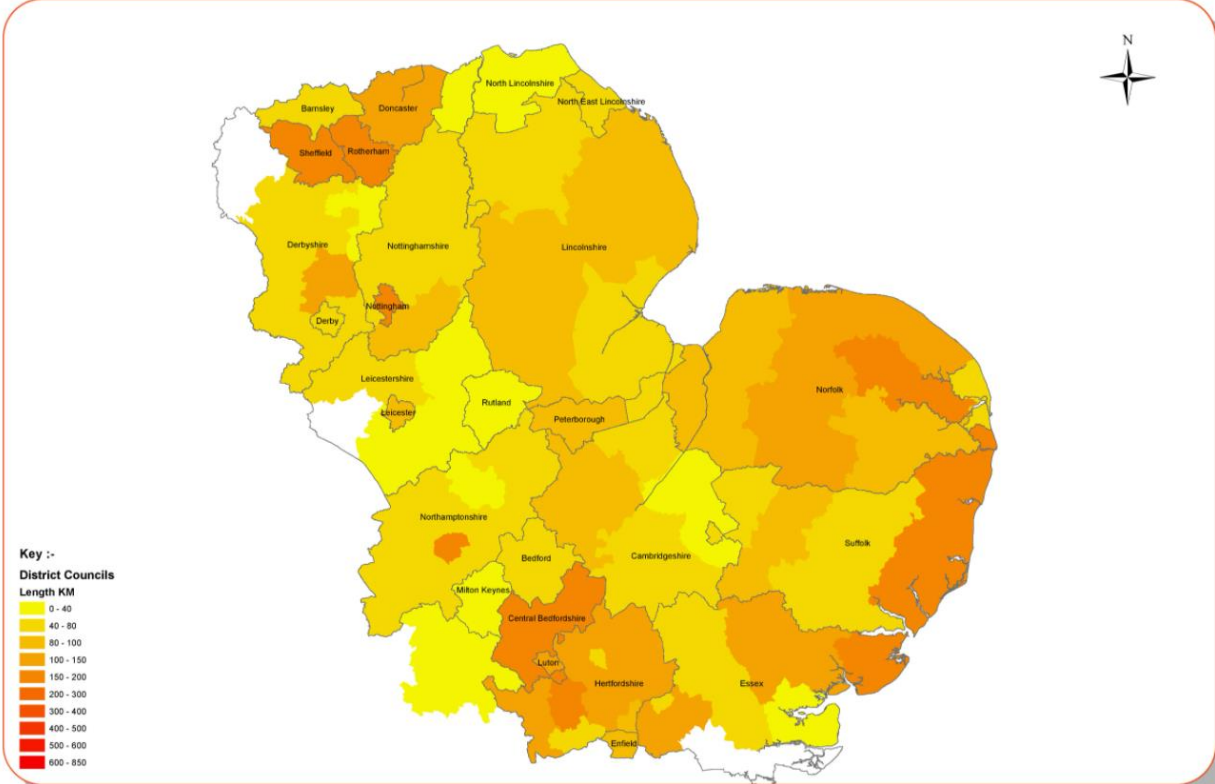 N
North Lincolnshire
North East Lincolnshire
Barnsley
Doncaster
Sheffield
Rotherham
Derbyshire
Nottinghamshire
Lincolnshire
Nottingham
Derby
Leicestershire
Norfolk
Rutland
Leicester
Peterborough
Northamptonshire
Suffolk
Bedford
Cambridgeshire
Milton Keynes
Central Bedfordshire
Luton
Hertfordshire
Essex
Enfield
Key :-
District Councils
Length KM
0 - 40
40 - 80
80 - 100
100 - 150
150 - 200
200 - 300
300 - 400
400 - 500
500 - 600
600 - 850